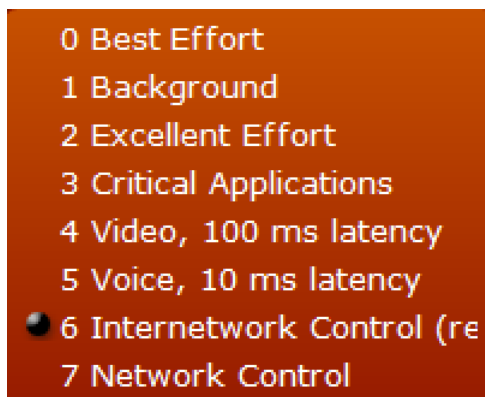 0 Best Effort
1 Background
2 Excellent Effort
3 Critical Applications
4 Video, 100 ms latency
5 Voice, 10 ms latency
6 Internetwork Control (re
7 Network Control